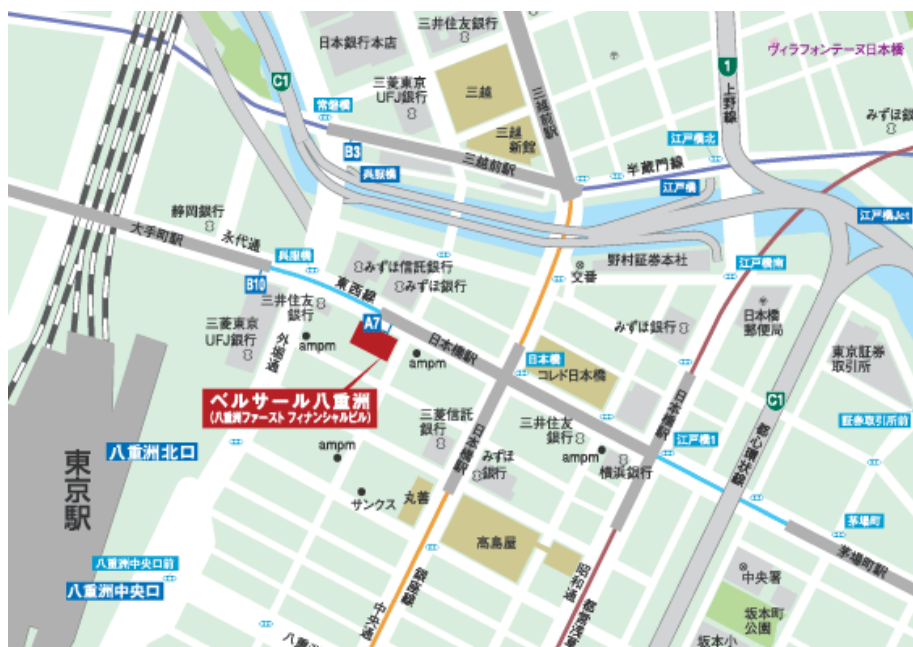 三井住友
銀行
日本銀行本店
C1
三菱東京
UFJ銀行
三越
三越前駅
1
上野線
ヴィラフォンテーヌ日本橋
みずほ銀
常磐橋
B3
三越
新館
江戸橋北
呉服橋
三越前駅
半蔵門線
江戸橋
江戸橋Jct
静岡銀行
大手町駅
永代通
呉服橋
B10
みずほ信託銀行
みずほ銀行
東西線
野村証券本社
交番
江戸橋南
三井住友
銀行
A7
三菱東京
UFJ銀行
外堀通
ampm
ampm
日本橋駅
みずほ銀行
日本橋
郵便局
日本橋
コレド日本橋
東京証券
取引所
ベルサール八重洲
(八重洲ファースト フィナンシャルビル)
C1
都心環状線
証券取引所前
三菱信託
銀行
日本橋駅
三井住友
銀行
日本橋駅
江戸橋1
八重洲北口
ampm
みずほ
銀行
ampm
横浜銀行
東京駅
サンクス
丸善
高島屋
茅場町
茅場町駅
八重洲中央口前
八重洲中央口
銀座線
中央通
昭和通
都営浅草
中央署
坂本町
公園
坂本小
八重洲